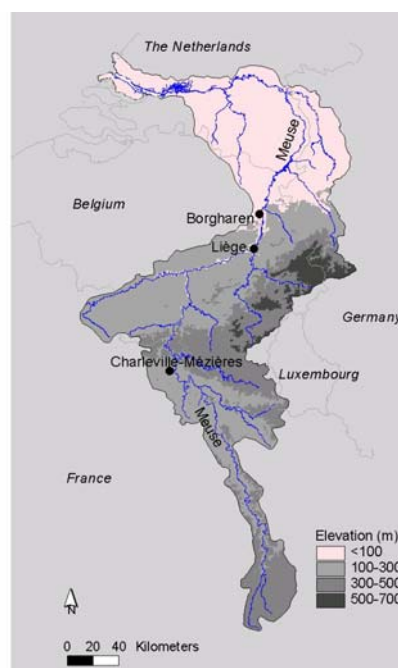 The Netherlands
Meuse
Belgium
Borgharen
Liège
Germany
Charleville-Mézières
Luxembourg
Meuse
France
Elevation (m)
<100
100-300
300-500
500-700
N
0 20 40 Kilometers